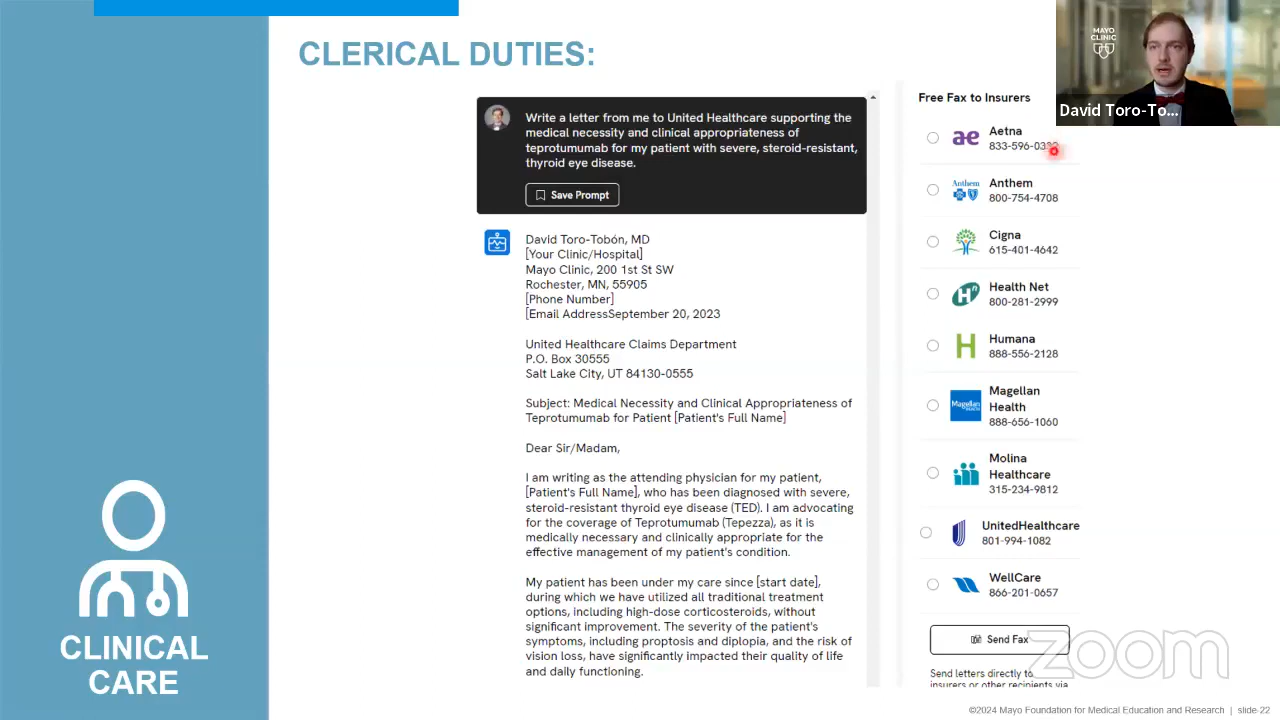 CLERICAL DUTIES:
MAYO
CLINIC
David Toro-To...
Write a letter from me to United Healthcare supporting the
medical necessity and clinical appropriateness of
teprotumumab for my patient with severe, steroid-resistant,
thyroid eye disease.
Save Prompt
David Toro-Tobón, MD
[Your Clinic/Hospital]
Mayo Clinic, 200 1st St SW
Rochester, MN, 55905
[Phone Number]
[Email AddressSeptember 20, 2023
United Healthcare Claims Department
P.O. Box 30555
Salt Lake City, UT 84130-0555
Subject: Medical Necessity and Clinical Appropriateness of
Teprotumumab for Patient [Patient's Full Name]
Dear Sir/Madam,
I am writing as the attending physician for my patient,
[Patient's Full Name], who has been diagnosed with severe,
steroid-resistant thyroid eye disease (TED). I am advocating
for the coverage of Teprotumumab (Tepezza), as it is
medically necessary and clinically appropriate for the
effective management of my patient's condition.
My patient has been under my care since [start date],
during which we have utilized all traditional treatment
options, including high-dose corticosteroids, without
significant improvement. The severity of the patient's
symptoms, including proptosis and diplopia, and the risk of
vision loss, have significantly impacted their quality of life
and daily functioning.
Free Fax to Insurers
ae
Aetna
Anthem
Anthem
800-754-4708
Cigna
615-401-4642
Health Net
800-281-2999
Humana
888-556-2128
Magellan
Magellan
Health
888-656-1060
Molina
Healthcare
315-234-9812
UnitedHealthcare
801-994-1082
WellCare
866-201-0657
Send Fax
Send letters directly to
insurers or other recipients via
zoom
CLINICAL
CARE
©2024 Mayo Foundation for Medical Education and Research | slide-22